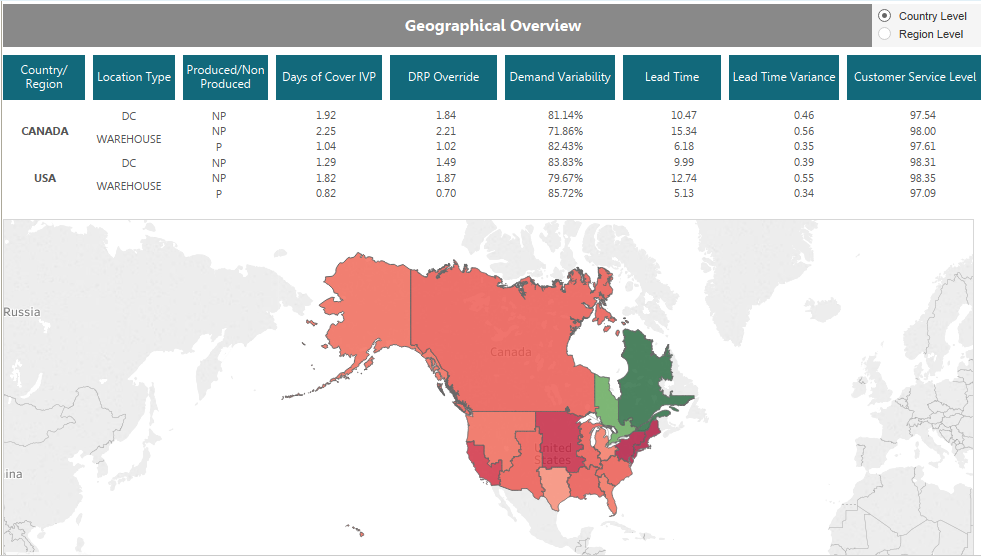 Geographical Overview
Country Level
Region Level
Country/
Region
Location Type
Produced/Non
Produced
Days of Cover IVP
DRP Override
Demand Variability
Lead Time
Lead Time Variance
Customer Service Level
DC NP 1.92 1.84 81.14% 10.47 0.46 97.54
CANADA NP 2.25 2.21 71.86% 15.34 0.56 98.00
WAREHOUSE
P 1.04 1.02 82.43% 6.18 0.35 97.61
DC NP 1.29 1.49 83.83% 9.99 0.39 98.31
USA NP 1.82 1.87 79.67% 12.74 0.55 98.35
WAREHOUSE
P 0.82 0.70 85.72% 5.13 0.34 97.09
Russia
Canada
United
States
ina